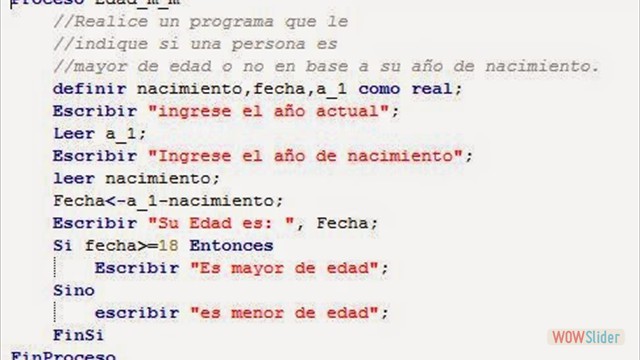 Proceso Edad_m_m
//Realice un programa que le
//indique si una persona es
//mayor de edad o no en base a su año de nacimiento.
definir nacimiento,fecha,a_1 como real;
Escribir "ingrese el año actual";
Leer a_1;
Escribir "Ingrese el año de nacimiento";
leer nacimiento;
Fecha<-a_1-nacimiento;
Escribir "Su Edad es: ", Fecha;
Si fecha>=18 Entonces
Escribir "Es mayor de edad";
Sino
escribir "es menor de edad";
FinSi
FinProceso
WOWSlider